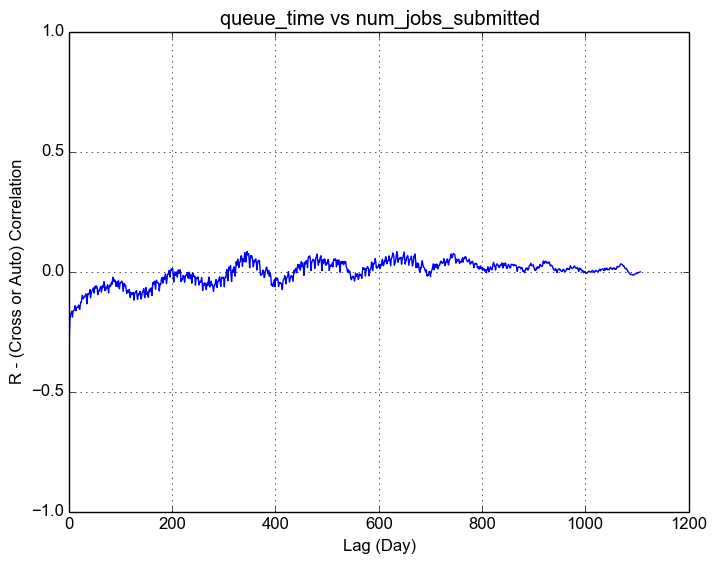 queue_time vs num_jobs_submitted
1.0
0.5
0.0
−0.5
−1.0
R - (Cross or Auto) Correlation
0 200 400 600 800 1000 1200
Lag (Day)